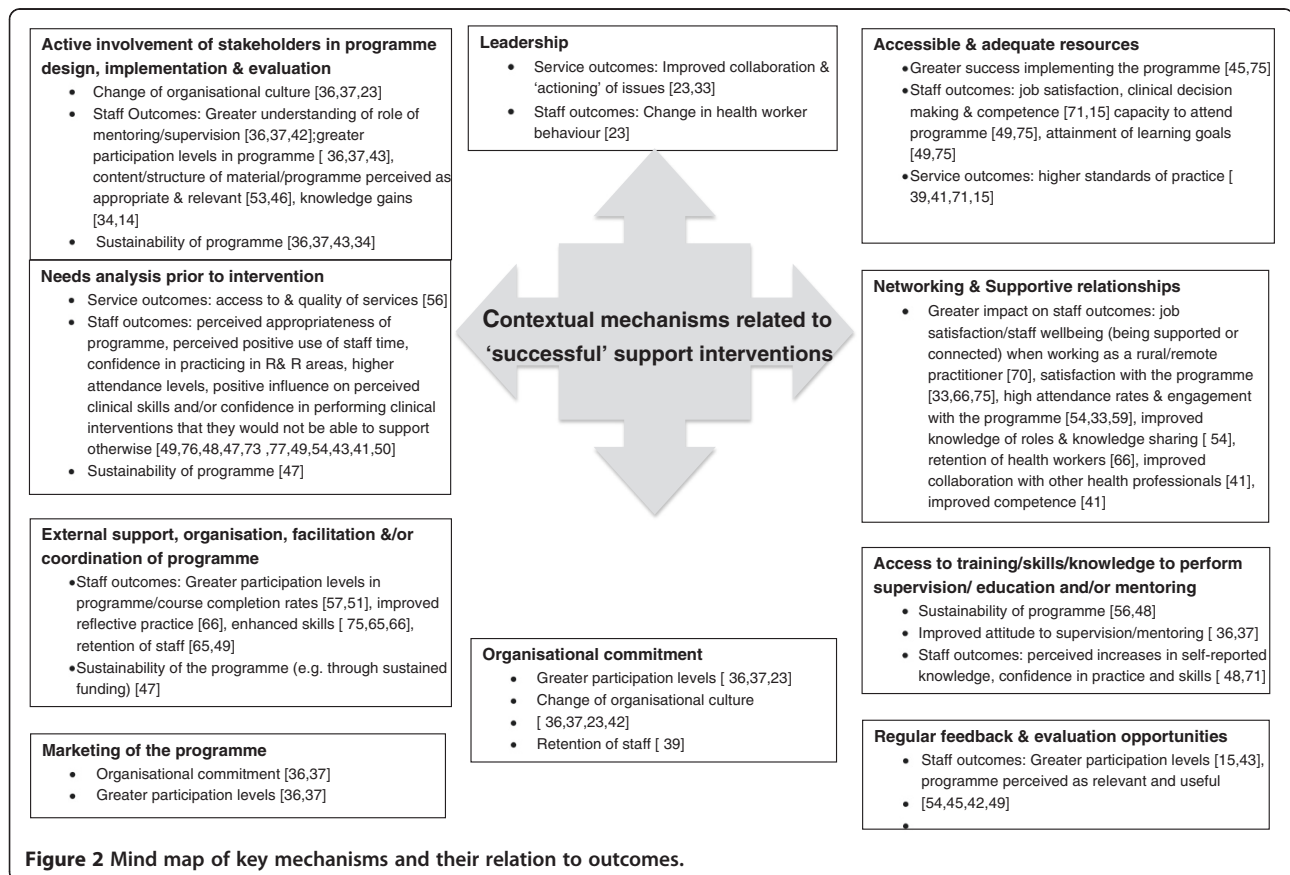 Active involvement of stakeholders in programme
design, implementation & evaluation
• Change of organisational culture [36,37,23]
• Staff Outcomes: Greater understanding of role of
mentoring/supervision [36,37,42];greater
participation levels in programme [ 36,37,43],
content/structure of material/programme perceived as
appropriate & relevant [53,46], knowledge gains
[34,14]
• Sustainability of programme [36,37,43,34]
Needs analysis prior to intervention
• Service outcomes: access to & quality of services [56]
• Staff outcomes: perceived appropriateness of
programme, perceived positive use of staff time,
confidence in practicing in R& R areas, higher
attendance levels, positive influence on perceived
clinical skills and/or confidence in performing clinical
interventions that they would not be able to support
otherwise [49,76,48,47,73 ,77,49,54,43,41,50]
• Sustainability of programme [47]
External support, organisation, facilitation &/or
coordination of programme
•Staff outcomes: Greater participation levels in
programme/course completion rates [57,51], improved
reflective practice [66], enhanced skills [ 75,65,66],
retention of staff [65,49]
•Sustainability of the programme (e.g. through sustained
funding) [47]
Marketing of the programme
• Organisational commitment [36,37]
• Greater participation levels [36,37]
Leadership
• Service outcomes: Improved collaboration &
‘actioning’ of issues [23,33]
• Staff outcomes: Change in health worker
behaviour [23]
Contextual mechanisms related to
‘successful’ support interventions
Organisational commitment
• Greater participation levels [ 36,37,23]
• Change of organisational culture
• [ 36,37,23,42]
• Retention of staff [ 39]
Accessible & adequate resources
•Greater success implementing the programme [45,75]
•Staff outcomes: job satisfaction, clinical decision
making & competence [71,15] capacity to attend
programme [49,75], attainment of learning goals
[49,75]
•Service outcomes: higher standards of practice [
39,41,71,15]
Networking & Supportive relationships
• Greater impact on staff outcomes: job
satisfaction/staff wellbeing (being supported or
connected) when working as a rural/remote
practitioner [70], satisfaction with the programme
[33,66,75], high attendance rates & engagement
with the programme [54,33,59], improved
knowledge of roles & knowledge sharing [ 54],
retention of health workers [66], improved
collaboration with other health professionals [41],
improved competence [41]
Access to training/skills/knowledge to perform
supervision/ education and/or mentoring
• Sustainability of programme [56,48]
• Improved attitude to supervision/mentoring [ 36,37]
• Staff outcomes: perceived increases in self-reported
knowledge, confidence in practice and skills [ 48,71]
Regular feedback & evaluation opportunities
• Staff outcomes: Greater participation levels [15,43],
programme perceived as relevant and useful
• [54,45,42,49]
•
Figure 2 Mind map of key mechanisms and their relation to outcomes.